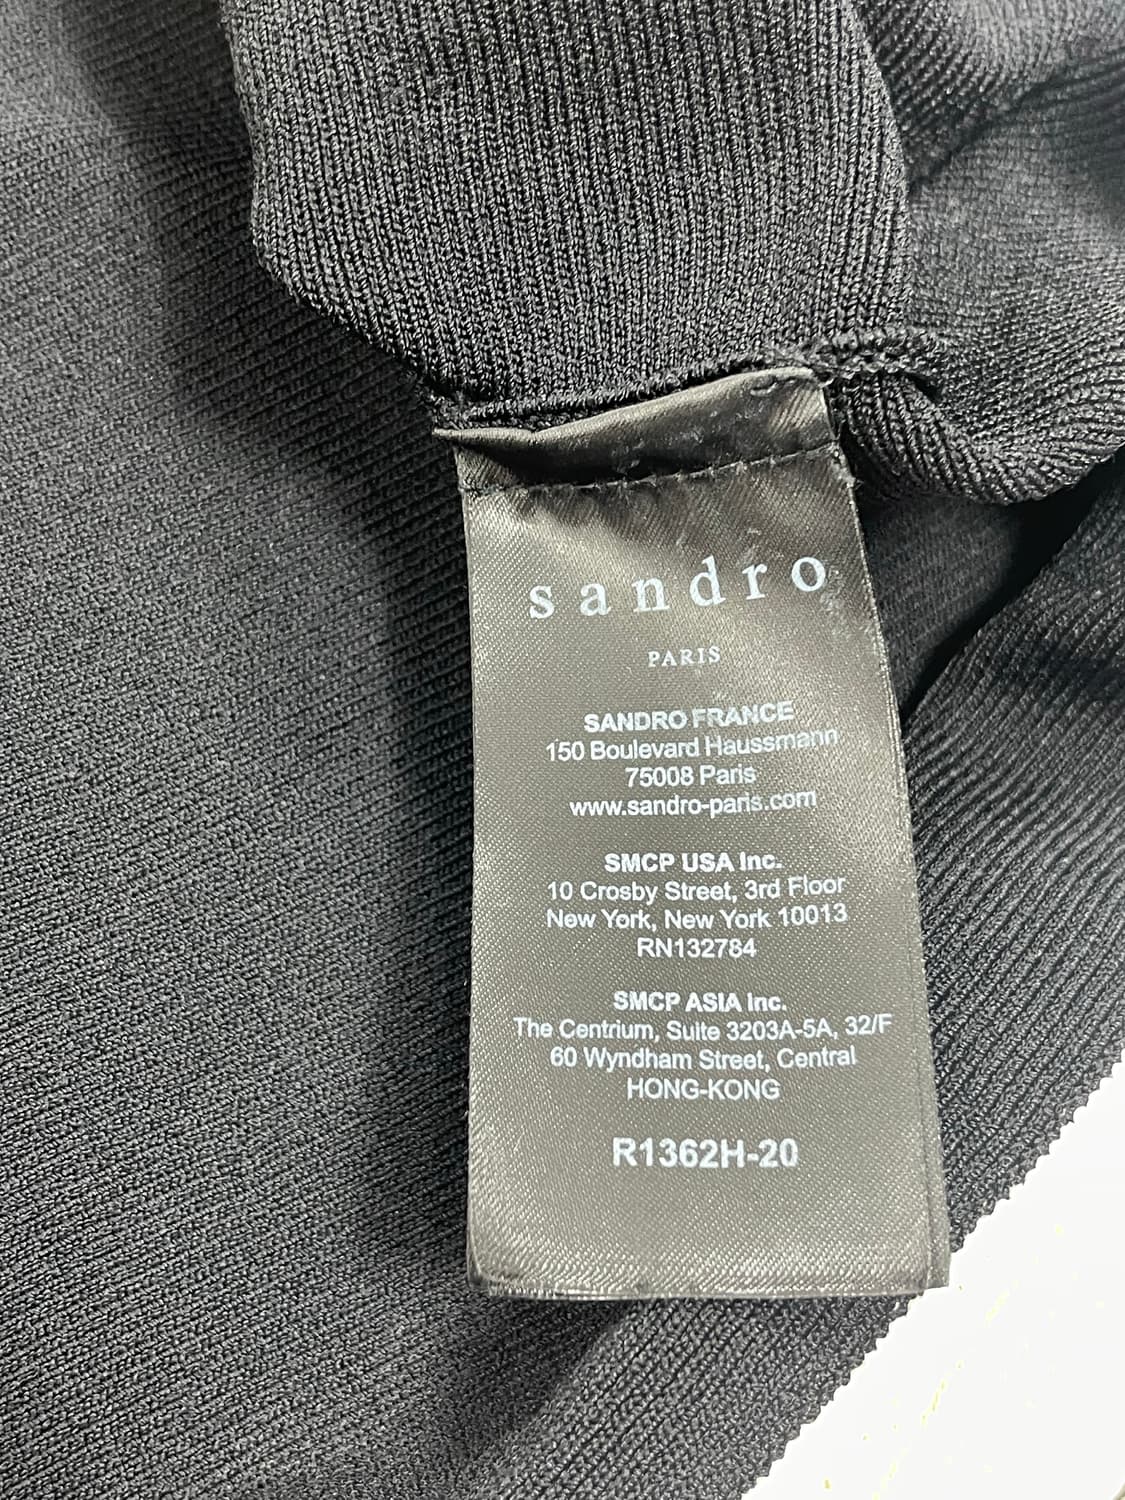 sandro
PARIS
SANDRO FRANCE
150 Boulevard Haussmann
75008 Paris
www.sandro-paris.com
SMCP USA Inc.
10 Crosby Street, 3rd Floor
New York, New York 10013
RN132784
SMCP ASIA Inc.
The Centrium, Suite 3203A-5A, 32/F
60 Wyndham Street, Central
HONG-KONG
R1362H-20